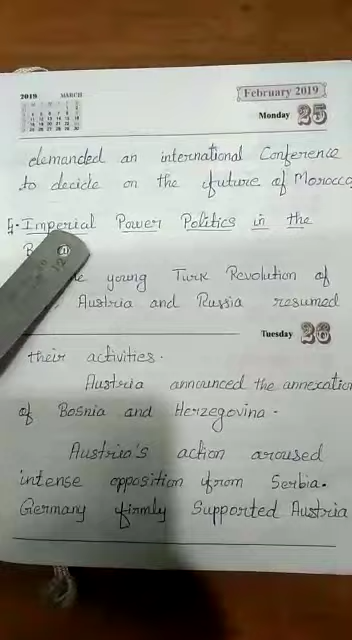 2019 MARCH
February 2019
Monday 25
demanded an international Conference
to decide on the future of Morocco
4. Imperial Power Politics in the
young Turk Revolution of
Austria and Russia resumed
Tuesday 26
their activities.
Austria announced the annexation
of Bosnia and Herzegovina.
Austria's action aroused
intense opposition from Serbia.
Germany firmly Supported Austria